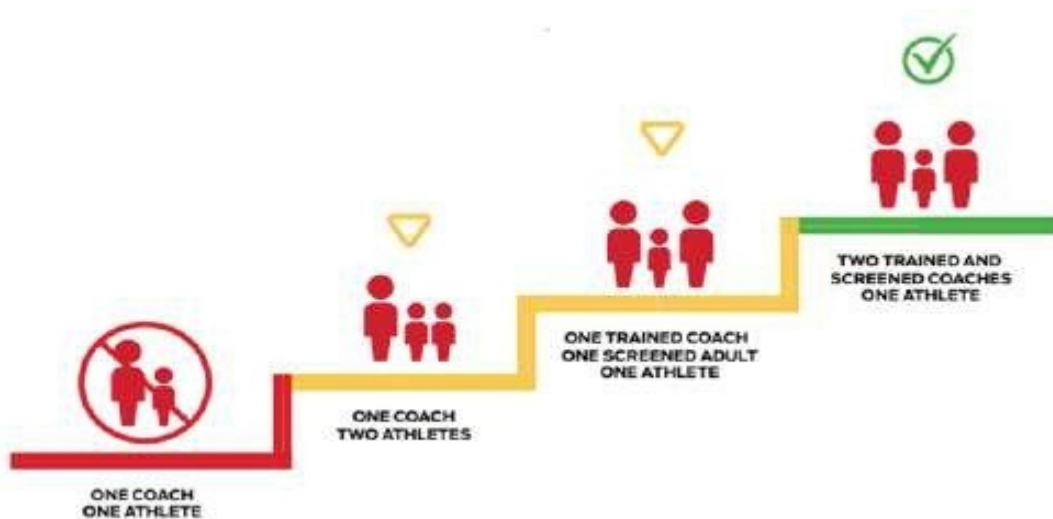 ONE COACH
ONE ATHLETE
ONE COACH
TWO ATHLETES
ONE TRAINED COACH
ONE SCREENED ADULT
ONE ATHLETE
TWO TRAINED AND
SCREENED COACHES
ONE ATHLETE